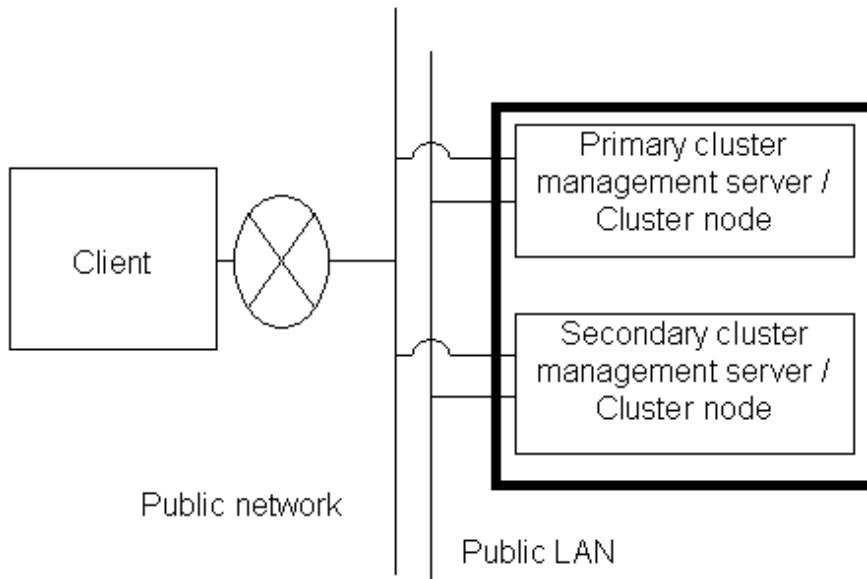 Primary cluster
management server /
Cluster node
Client
Secondary cluster
management server /
Cluster node
Public network
Public LAN